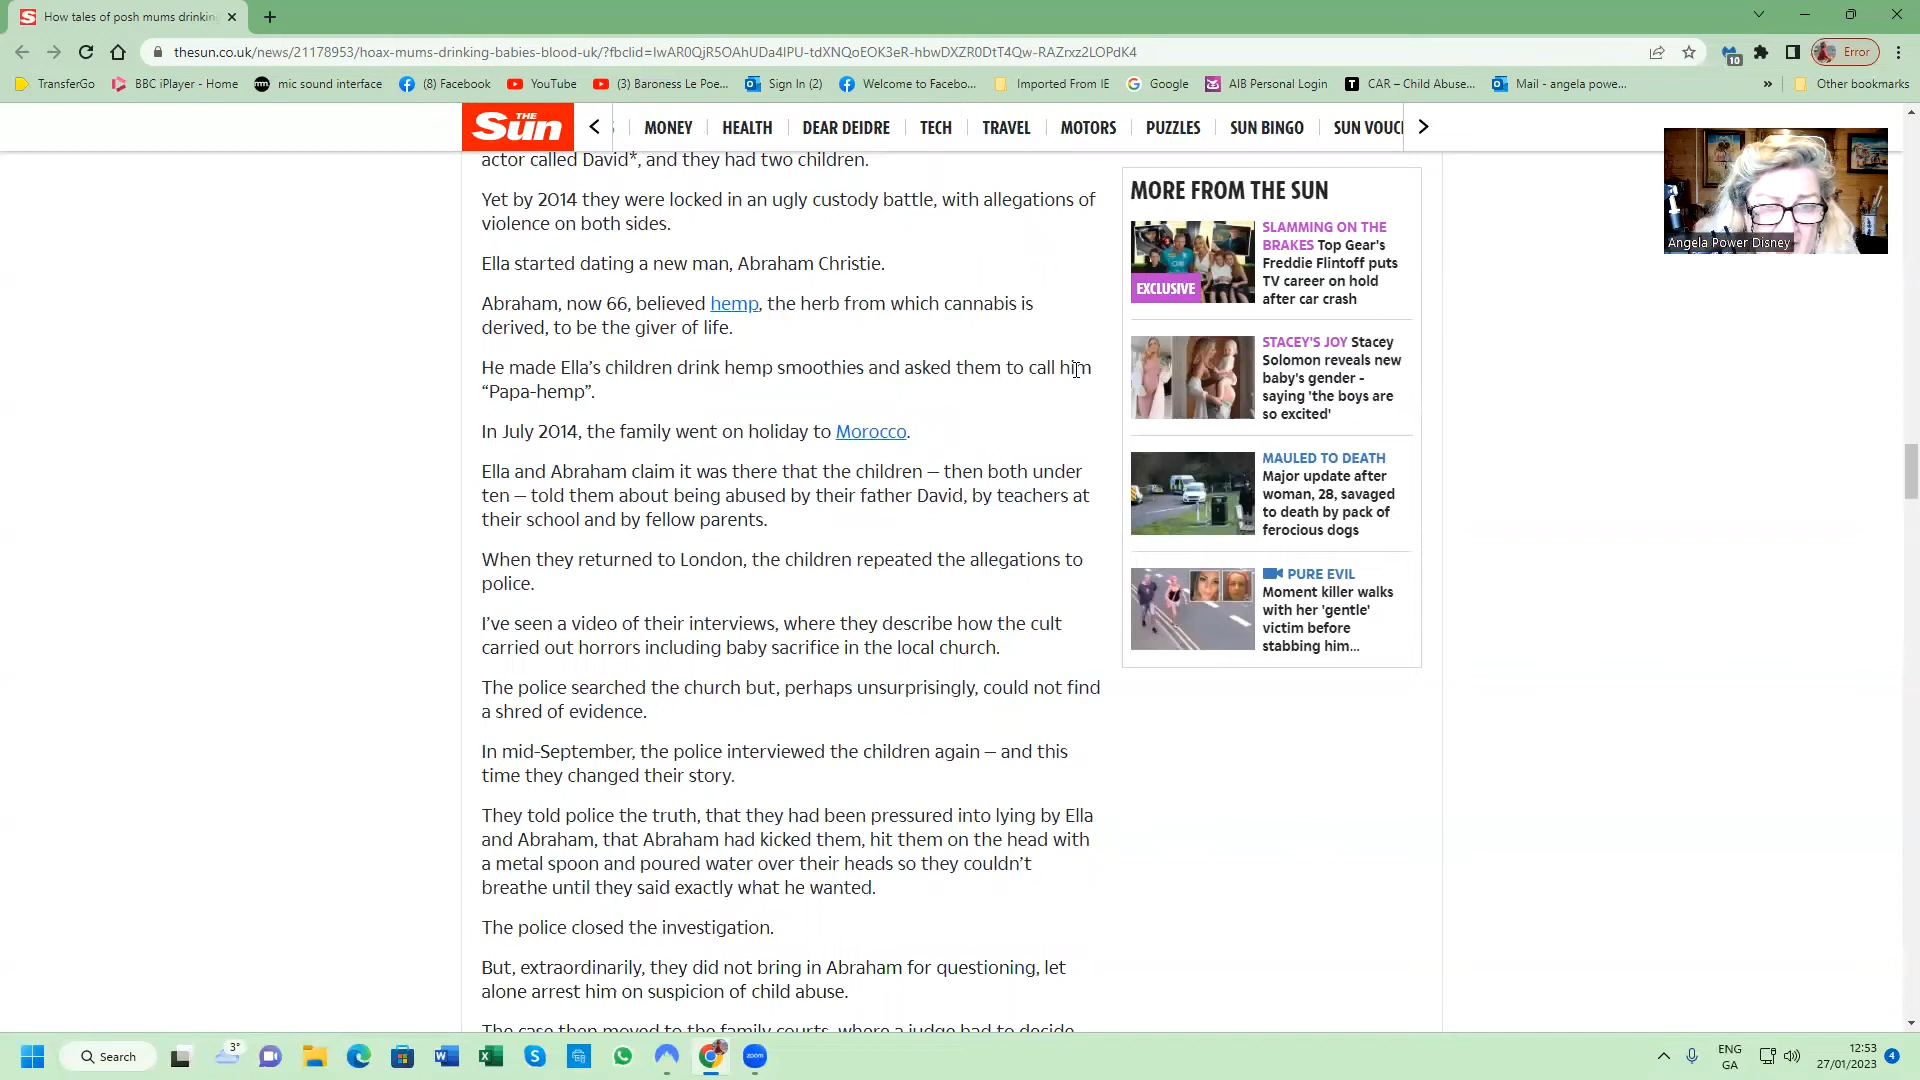 How tales of posh mums drinking
thesun.co.uk/news/21178953/hoax-mums-drinking-babies-blood-uk/?fbclid=IwAR0QjR5OAhUDa4lPU-tdXNQoEOK3eR-hbwDXZR0DtT4Qw-RAZrxz2LOPdK4
10
Error
TransferGo
BBC iPlayer - Home
mic sound interface
(8) Facebook
YouTube
(3) Baroness Le Poe...
Sign In (2)
Welcome to Facebo...
Imported From IE
Google
AIB Personal Login
CAR – Child Abuse...
Mail - angela powe...
»
Other bookmarks
THE Sun
MONEY
HEALTH
DEAR DEIDRE
TECH
TRAVEL
MOTORS
PUZZLES
SUN BINGO
SUN VOUC
actor called David*, and they had two children.
Yet by 2014 they were locked in an ugly custody battle, with allegations of
violence on both sides.
Ella started dating a new man, Abraham Christie.
Abraham, now 66, believed hemp, the herb from which cannabis is
derived, to be the giver of life.
He made Ella’s children drink hemp smoothies and asked them to call him
“Papa-hemp”.
In July 2014, the family went on holiday to Morocco.
Ella and Abraham claim it was there that the children – then both under
ten – told them about being abused by their father David, by teachers at
their school and by fellow parents.
When they returned to London, the children repeated the allegations to
police.
I’ve seen a video of their interviews, where they describe how the cult
carried out horrors including baby sacrifice in the local church.
The police searched the church but, perhaps unsurprisingly, could not find
a shred of evidence.
In mid-September, the police interviewed the children again – and this
time they changed their story.
They told police the truth, that they had been pressured into lying by Ella
and Abraham, that Abraham had kicked them, hit them on the head with
a metal spoon and poured water over their heads so they couldn’t
breathe until they said exactly what he wanted.
The police closed the investigation.
But, extraordinarily, they did not bring in Abraham for questioning, let
alone arrest him on suspicion of child abuse.
The case then moved to the family courts, where a judge had to decide
MORE FROM THE SUN
EXCLUSIVE
SLAMMING ON THE
BRAKES Top Gear's
Freddie Flintoff puts
TV career on hold
after car crash
STACEY'S JOY Stacey
Solomon reveals new
baby's gender -
saying 'the boys are
so excited'
MAULED TO DEATH
Major update after
woman, 28, savaged
to death by pack of
ferocious dogs
PURE EVIL
Moment killer walks
with her 'gentle'
victim before
stabbing him...
Angela Power Disney
Search
3°
zoom
ENG
GA
12:53
27/01/2023
4